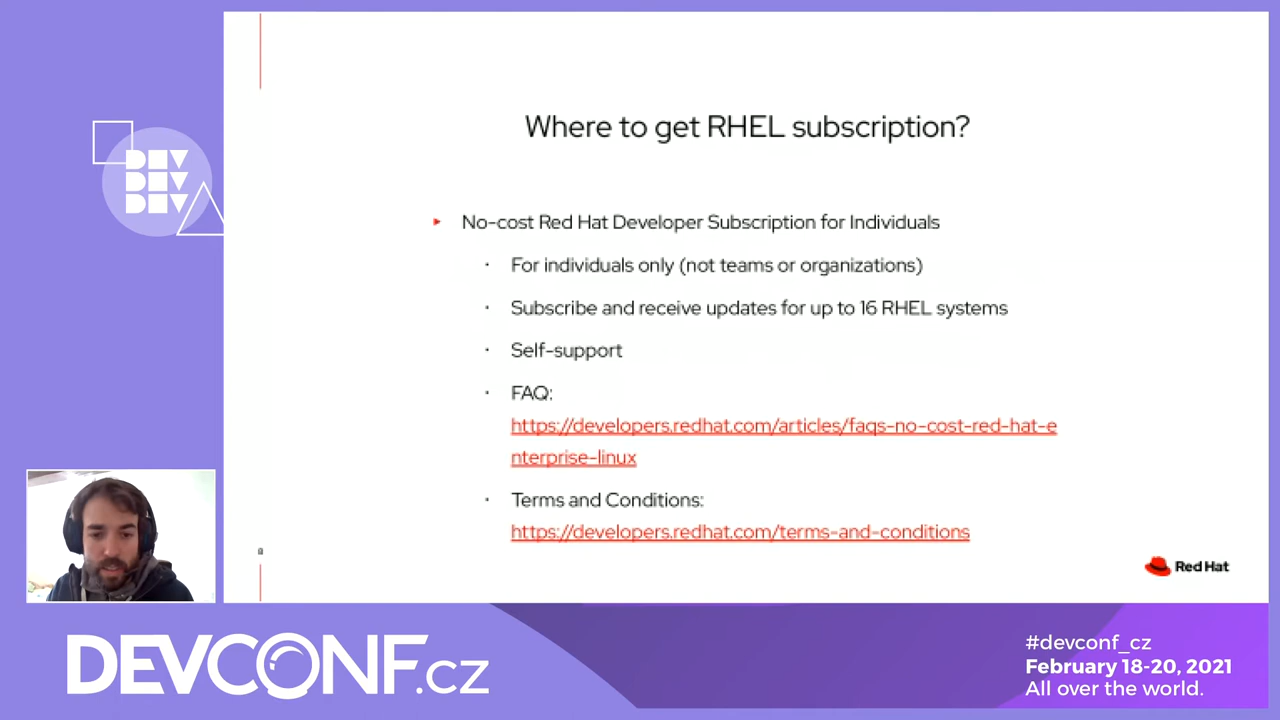 DEV
DEV
DEV
Where to get RHEL subscription?
No-cost Red Hat Developer Subscription for Individuals
For individuals only (not teams or organizations)
Subscribe and receive updates for up to 16 RHEL systems
Self-support
FAQ:
https://developers.redhat.com/articles/faqs-no-cost-red-hat-e
nterprise-linux
Terms and Conditions:
https://developers.redhat.com/terms-and-conditions
Red Hat
DEVCONF.cz
#devconf_cz
February 18-20, 2021
All over the world.